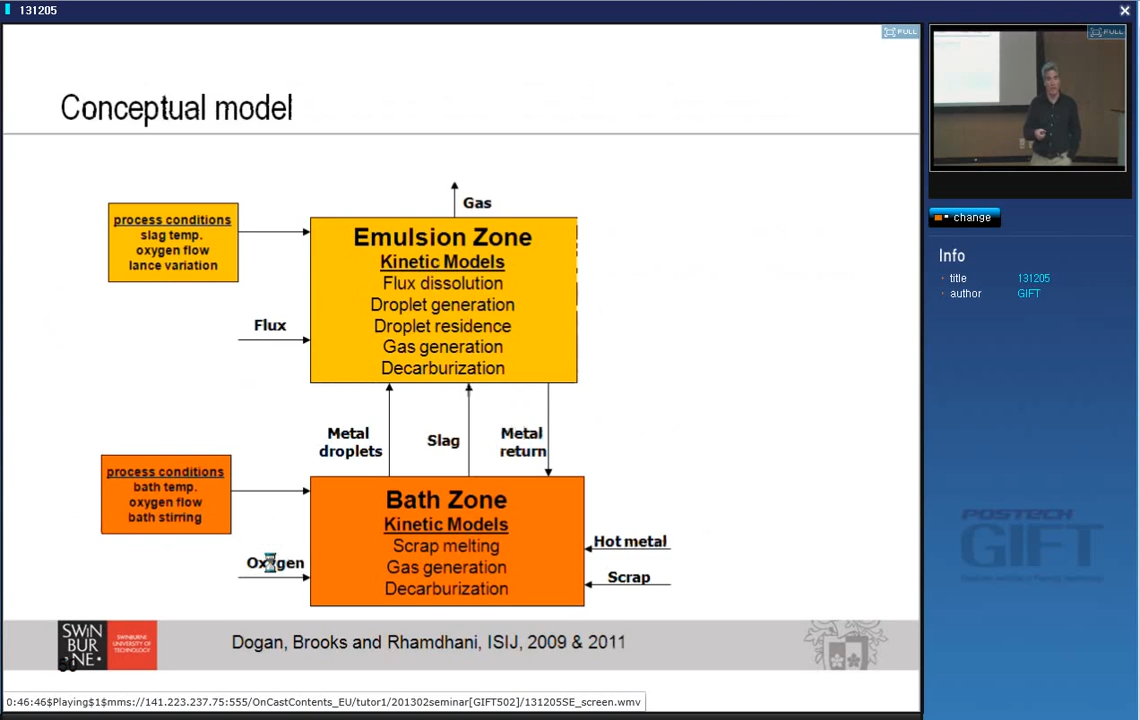 131205
FULL
Conceptual model
Gas
process conditions
slag temp.
oxygen flow
lance variation
Emulsion Zone
Kinetic Models
Flux dissolution
Droplet generation
Droplet residence
Gas generation
Decarburization
Flux
Metal
droplets
Slag
Metal
return
process conditions
bath temp.
oxygen flow
bath stirring
Bath Zone
Kinetic Models
Scrap melting
Gas generation
Decarburization
Oxygen
Hot metal
Scrap
SWIN
BUR
*NE*
SWINBURNE
UNIVERSITY OF
TECHNOLOGY
Dogan, Brooks and Rhamdhani, ISIJ, 2009 & 2011
0:46:46$Playing$1$mms://141.223.237.75:555/OnCastContents_EU/tutor1/201302seminar[GIFT502]/131205SE_screen.wmv
FULL
change
Info
title 131205
author GIFT
POSTECH
GIFT